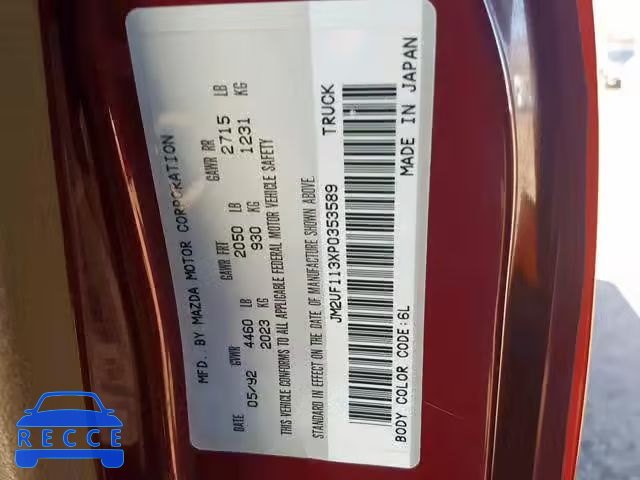 MFD. BY MAZDA MOTOR CORPORATION
DATE GVWR GAWR FRT GAWR RR
05/92 4460 LB 2050 LB 2715 LB
2023 KG 930 KG 1231 KG
THIS VEHICLE CONFORMS TO ALL APPLICABLE FEDERAL MOTOR VEHICLE SAFETY
STANDARD IN EFFECT ON THE DATE OF MANUFACTURE SHOWN ABOVE.
JM2UF113XP0353589 TRUCK
BODY COLOR CODE:6L MADE IN JAPAN
RECCE